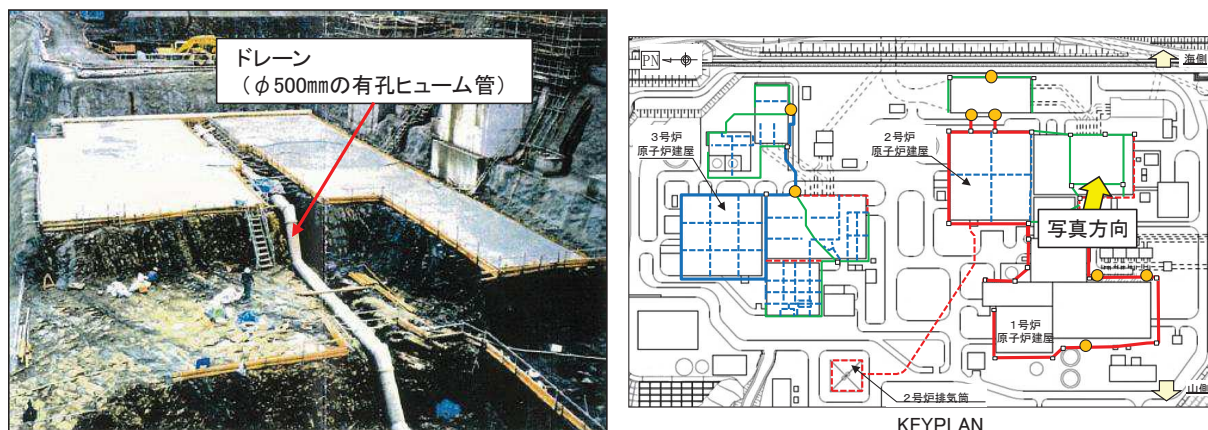 ドレーン
(φ500mmの有孔ヒューム管)
PN
海側
3号炉
原子炉建屋
2号炉
原子炉建屋
写真方向
1号炉
原子炉建屋
2号炉排気筒
山側
KEYPLAN